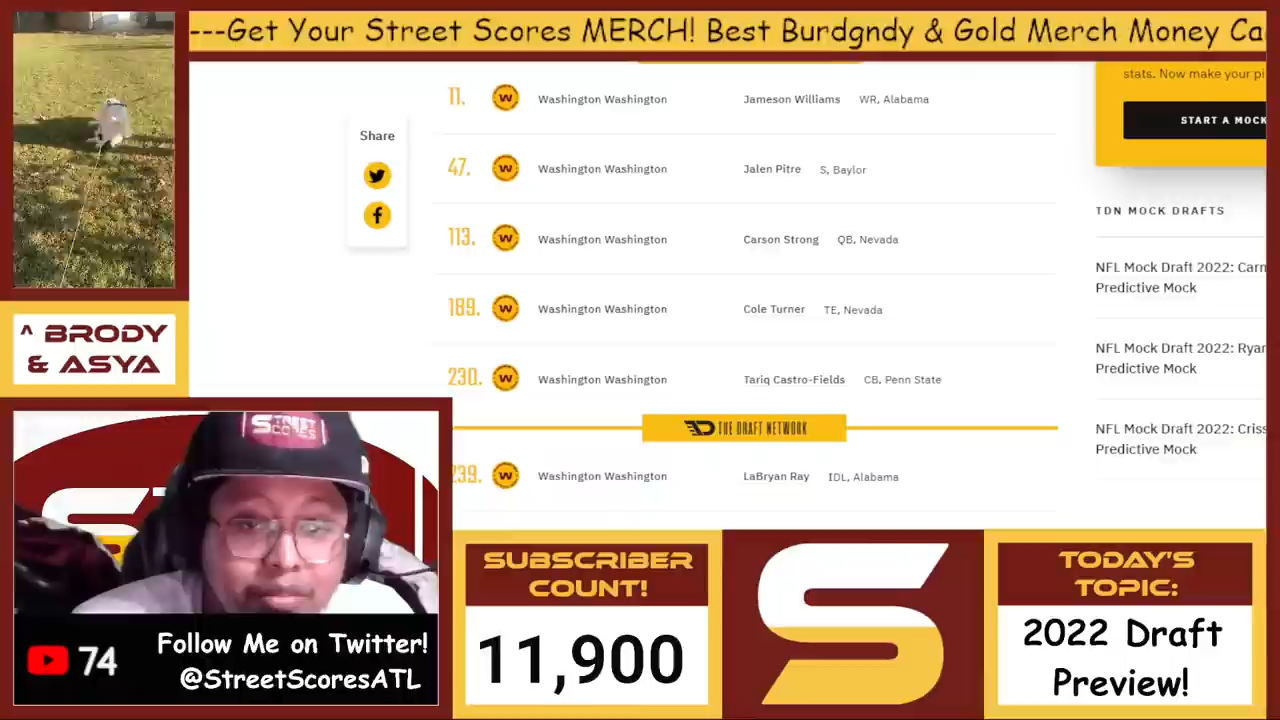 ---Get Your Street Scores MERCH! Best Burdgndy & Gold Merch Money Ca
stats. Now make your pi
START A MOCK
Share
11. W Washington Washington Jameson Williams WR, Alabama
47. W Washington Washington Jalen Pitre S, Baylor
113. W Washington Washington Carson Strong QB, Nevada
189. W Washington Washington Cole Turner TE, Nevada
230. W Washington Washington Tariq Castro-Fields CB, Penn State
THE DRAFT NETWORK
239. W Washington Washington LaBryan Ray IDL, Alabama
TDN MOCK DRAFTS
NFL Mock Draft 2022: Carn
Predictive Mock
NFL Mock Draft 2022: Ryan
Predictive Mock
NFL Mock Draft 2022: Criss
Predictive Mock
^ BRODY
& ASYA
STREET
SCORES
74
Follow Me on Twitter!
@StreetScoresATL
SUBSCRIBER
COUNT!
11,900
S
TODAY'S
TOPIC:
2022 Draft
Preview!